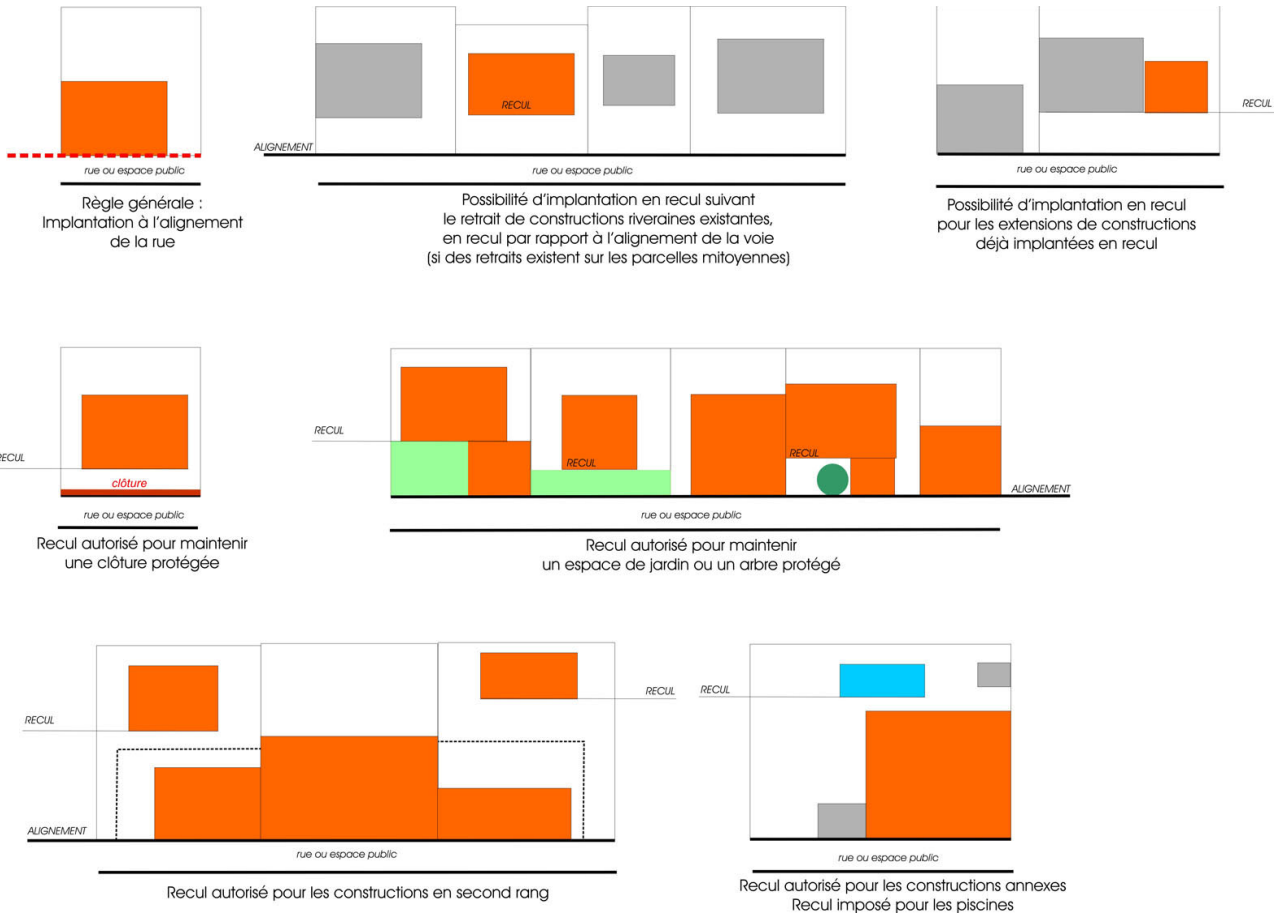 RECUL
RECUL
ALIGNEMENT
rue ou espace public
rue ou espace public
rue ou espace public
Règle générale :
Implantation à l'alignement
de la rue
Possibilité d'implantation en recul suivant
le retrait de constructions riveraines existantes,
en recul par rapport à l'alignement de la voie
(si des retraits existent sur les parcelles mitoyennes)
Possibilité d'implantation en recul
pour les extensions de constructions
déjà implantées en recul
RECUL
clôture
rue ou espace public
Recul autorisé pour maintenir
une clôture protégée
RECUL
RECUL
RECUL
ALIGNEMENT
rue ou espace public
Recul autorisé pour maintenir
un espace de jardin ou un arbre protégé
RECUL
RECUL
ALIGNEMENT
rue ou espace public
Recul autorisé pour les constructions en second rang
RECUL
rue ou espace public
Recul autorisé pour les constructions annexes
Recul imposé pour les piscines